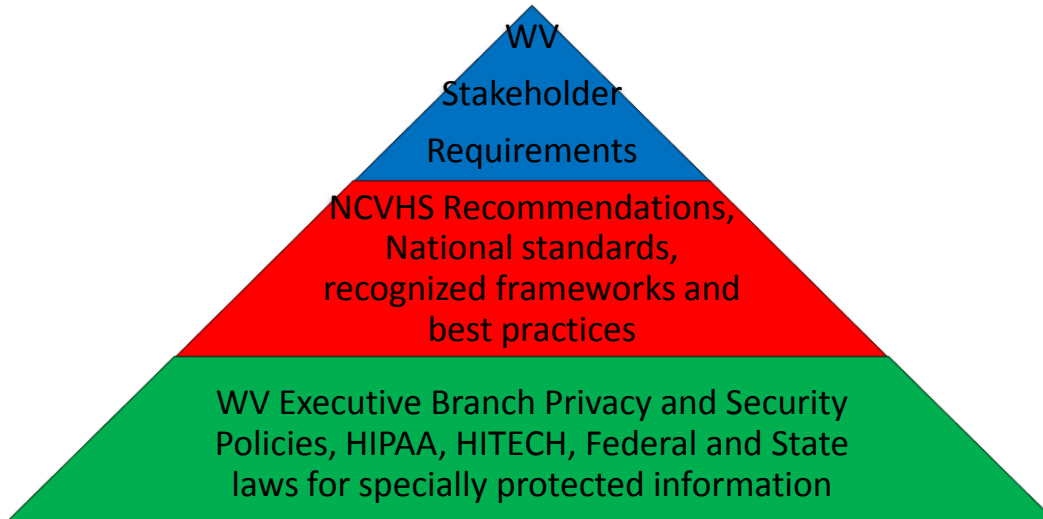 WV
Stakeholder
Requirements
NCVHS Recommendations,
National standards,
recognized frameworks and
best practices
WV Executive Branch Privacy and Security
Policies, HIPAA, HITECH, Federal and State
laws for specially protected information